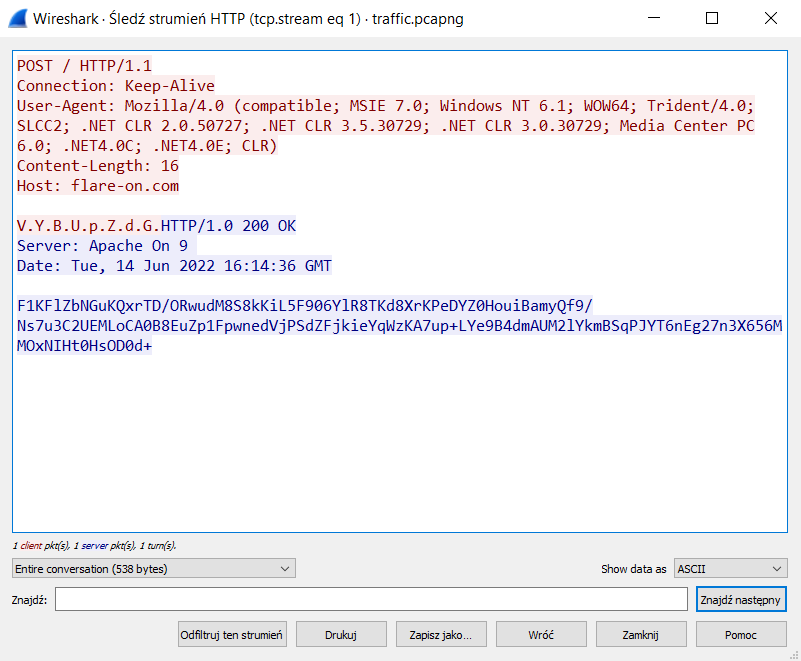 Wireshark · Śledź strumień HTTP (tcp.stream eq 1) · traffic.pcapng
POST / HTTP/1.1
Connection: Keep-Alive
User-Agent: Mozilla/4.0 (compatible; MSIE 7.0; Windows NT 6.1; WOW64; Trident/4.0;
SLCC2; .NET CLR 2.0.50727; .NET CLR 3.5.30729; .NET CLR 3.0.30729; Media Center PC
6.0; .NET4.0C; .NET4.0E; CLR)
Content-Length: 16
Host: flare-on.com
V.Y.B.U.p.Z.d.G.HTTP/1.0 200 OK
Server: Apache On 9
Date: Tue, 14 Jun 2022 16:14:36 GMT
F1KFlZbNGuKQxrTD/ORwudM8S8kKiL5F906YlR8TKd8XrKPeDYZ0HouiBamyQf9/
Ns7u3C2UEMLoCA0B8EuZp1FpwnedVjPSdZFjkieYqWzKA7up+LYe9B4dmAUM2lYkmBSqPJYT6nEg27n3X656M
MOxNIHt0HsOD0d+
1 client pkt(s), 1 server pkt(s), 1 turn(s).
Entire conversation (538 bytes)
Show data as
ASCII
Znajdź:
Znajdź następny
Odfiltruj ten strumień
Drukuj
Zapisz jako...
Wróć
Zamknij
Pomoc